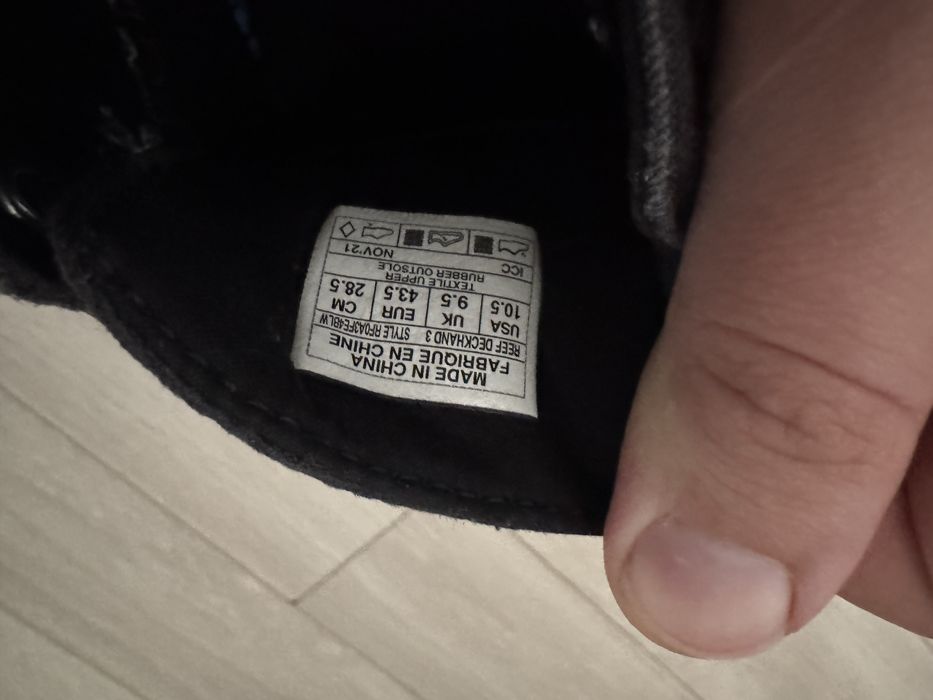 MADE IN CHINA
FABRIQUE EN CHINE
REEF DECKHAND 3 STYLE RF0A3FE4BLW
USA UK EUR CM
10.5 9.5 43.5 28.5
TEXTILE UPPER
RUBBER OUTSOLE
ICC NOV'21